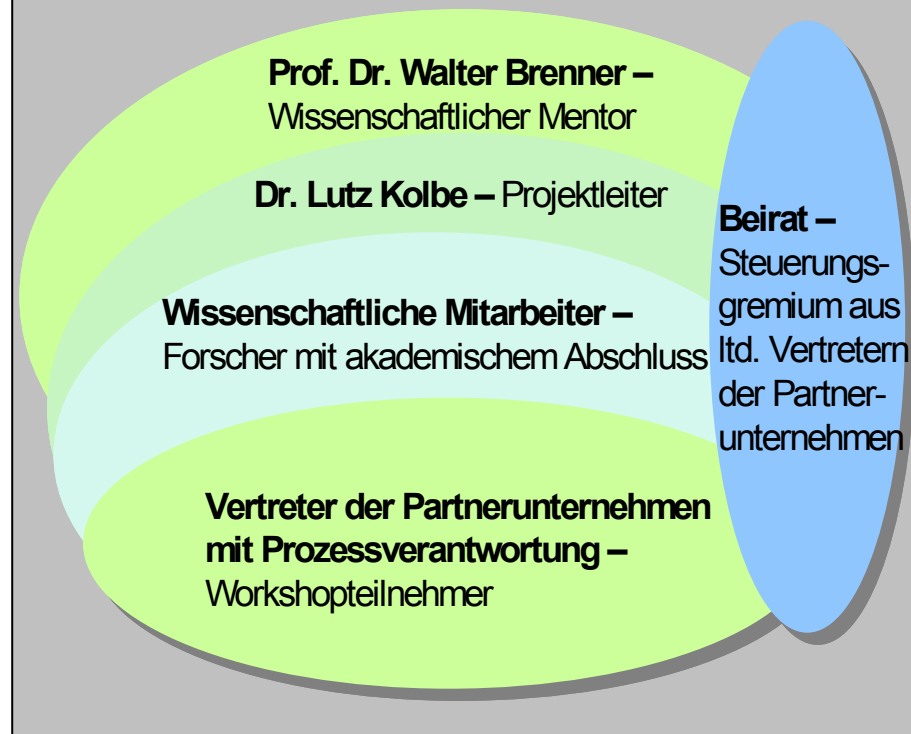 Prof. Dr. Walter Brenner –
Wissenschaftlicher Mentor
Dr. Lutz Kolbe – Projektleiter
Wissenschaftliche Mitarbeiter –
Forscher mit akademischem Abschluss
Vertreter der Partnerunternehmen
mit Prozessverantwortung –
Workshopteilnehmer
Beirat –
Steuerungs-
gremium aus
ltd. Vertretern
der Partner-
unternehmen